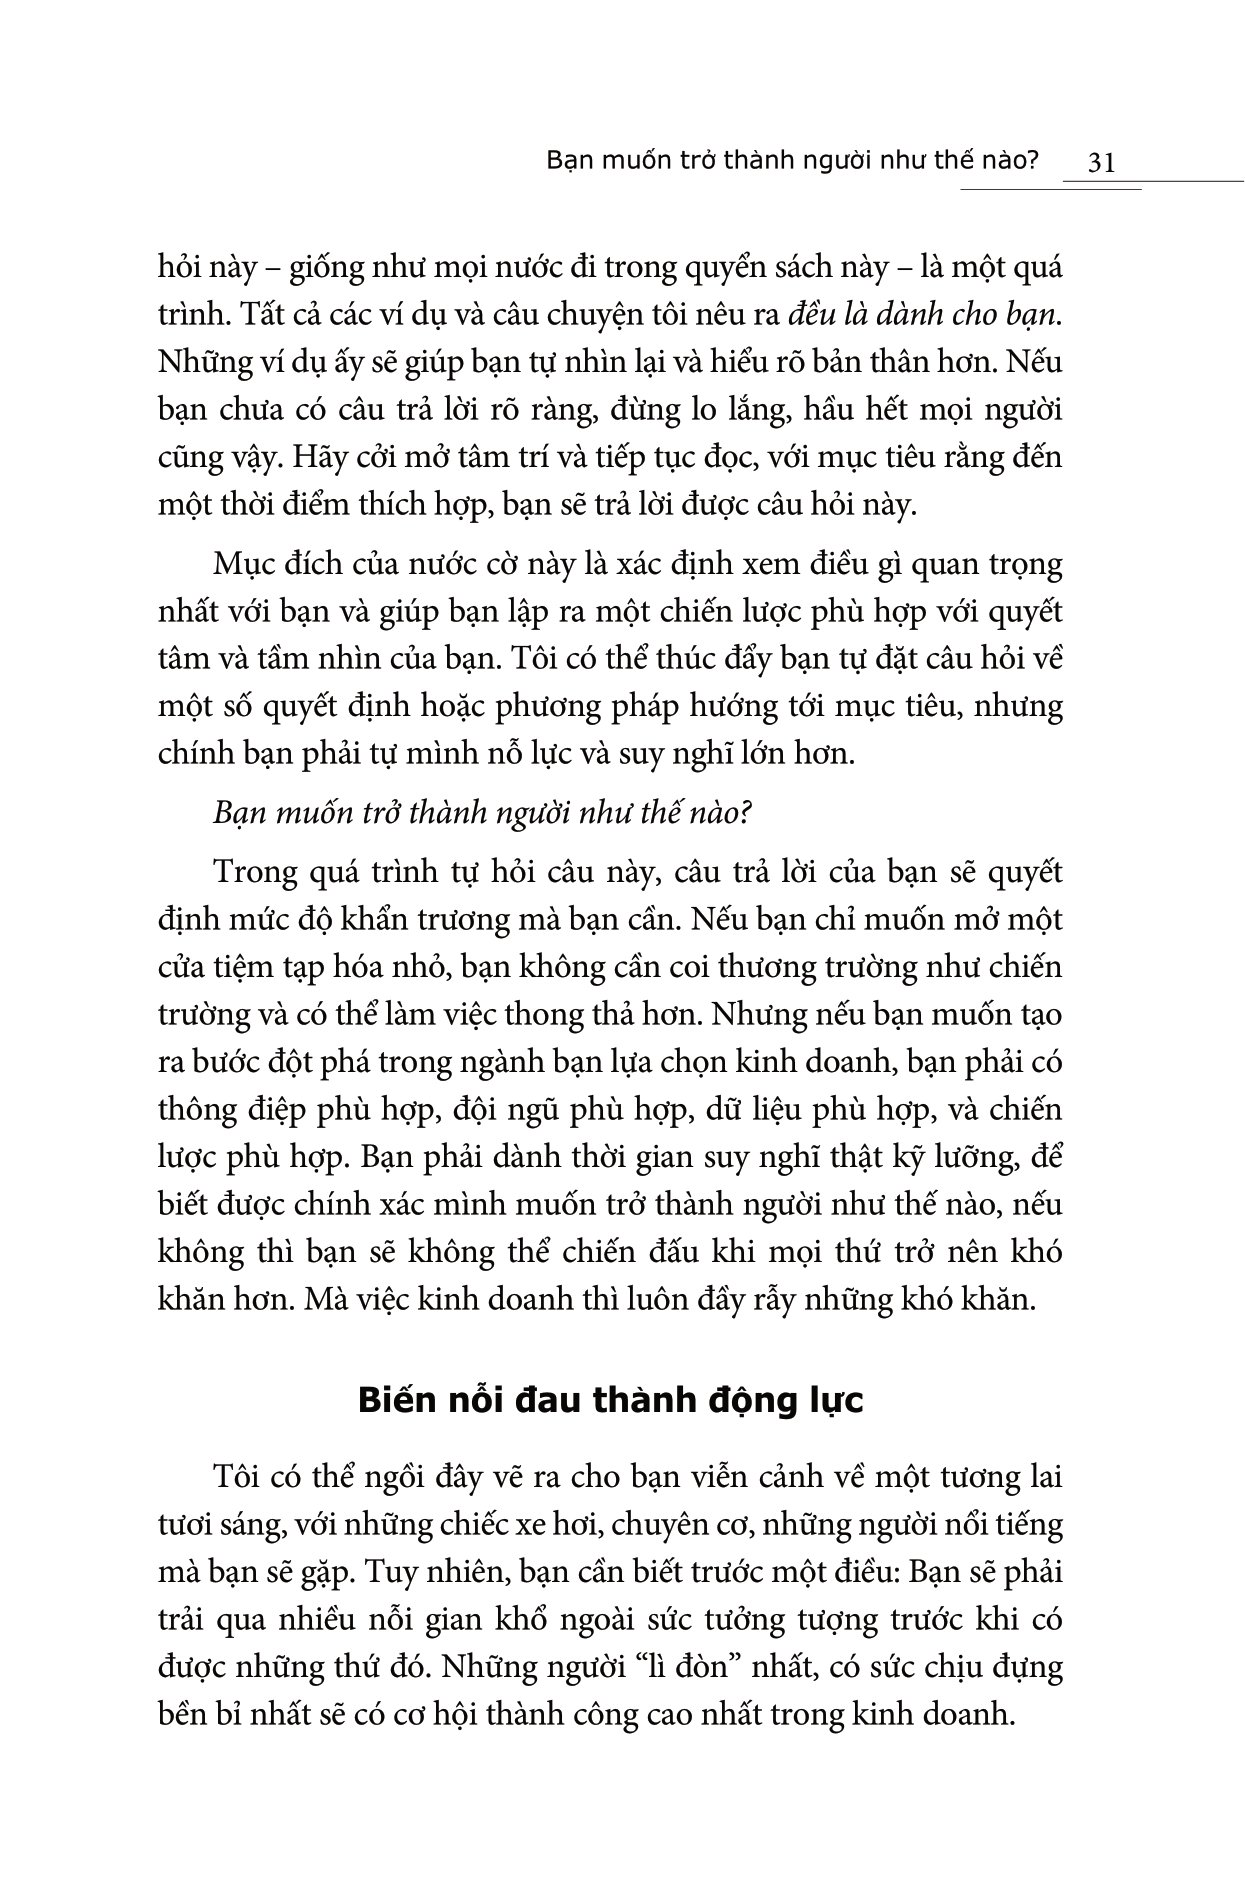 Bạn muốn trở thành người như thế nào? 31
hỏi này – giống như mọi nước đi trong quyển sách này – là một quá
trình. Tất cả các ví dụ và câu chuyện tôi nêu ra đều là dành cho bạn.
Những ví dụ ấy sẽ giúp bạn tự nhìn lại và hiểu rõ bản thân hơn. Nếu
bạn chưa có câu trả lời rõ ràng, đừng lo lắng, hầu hết mọi người
cũng vậy. Hãy cởi mở tâm trí và tiếp tục đọc, với mục tiêu rằng đến
một thời điểm thích hợp, bạn sẽ trả lời được câu hỏi này.
Mục đích của nước cờ này là xác định xem điều gì quan trọng
nhất với bạn và giúp bạn lập ra một chiến lược phù hợp với quyết
tâm và tầm nhìn của bạn. Tôi có thể thúc đẩy bạn tự đặt câu hỏi về
một số quyết định hoặc phương pháp hướng tới mục tiêu, nhưng
chính bạn phải tự mình nỗ lực và suy nghĩ lớn hơn.
Bạn muốn trở thành người như thế nào?
Trong quá trình tự hỏi câu này, câu trả lời của bạn sẽ quyết
định mức độ khẩn trương mà bạn cần. Nếu bạn chỉ muốn mở một
cửa tiệm tạp hóa nhỏ, bạn không cần coi thương trường như chiến
trường và có thể làm việc thong thả hơn. Nhưng nếu bạn muốn tạo
ra bước đột phá trong ngành bạn lựa chọn kinh doanh, bạn phải có
thông điệp phù hợp, đội ngũ phù hợp, dữ liệu phù hợp, và chiến
lược phù hợp. Bạn phải dành thời gian suy nghĩ thật kỹ lưỡng, để
biết được chính xác mình muốn trở thành người như thế nào, nếu
không thì bạn sẽ không thể chiến đấu khi mọi thứ trở nên khó
khăn hơn. Mà việc kinh doanh thì luôn đầy rẫy những khó khăn.
Biến nỗi đau thành động lực
Tôi có thể ngồi đây vẽ ra cho bạn viễn cảnh về một tương lai
tươi sáng, với những chiếc xe hơi, chuyên cơ, những người nổi tiếng
mà bạn sẽ gặp. Tuy nhiên, bạn cần biết trước một điều: Bạn sẽ phải
trải qua nhiều nỗi gian khổ ngoài sức tưởng tượng trước khi có
được những thứ đó. Những người “lì đòn” nhất, có sức chịu đựng
bền bỉ nhất sẽ có cơ hội thành công cao nhất trong kinh doanh.